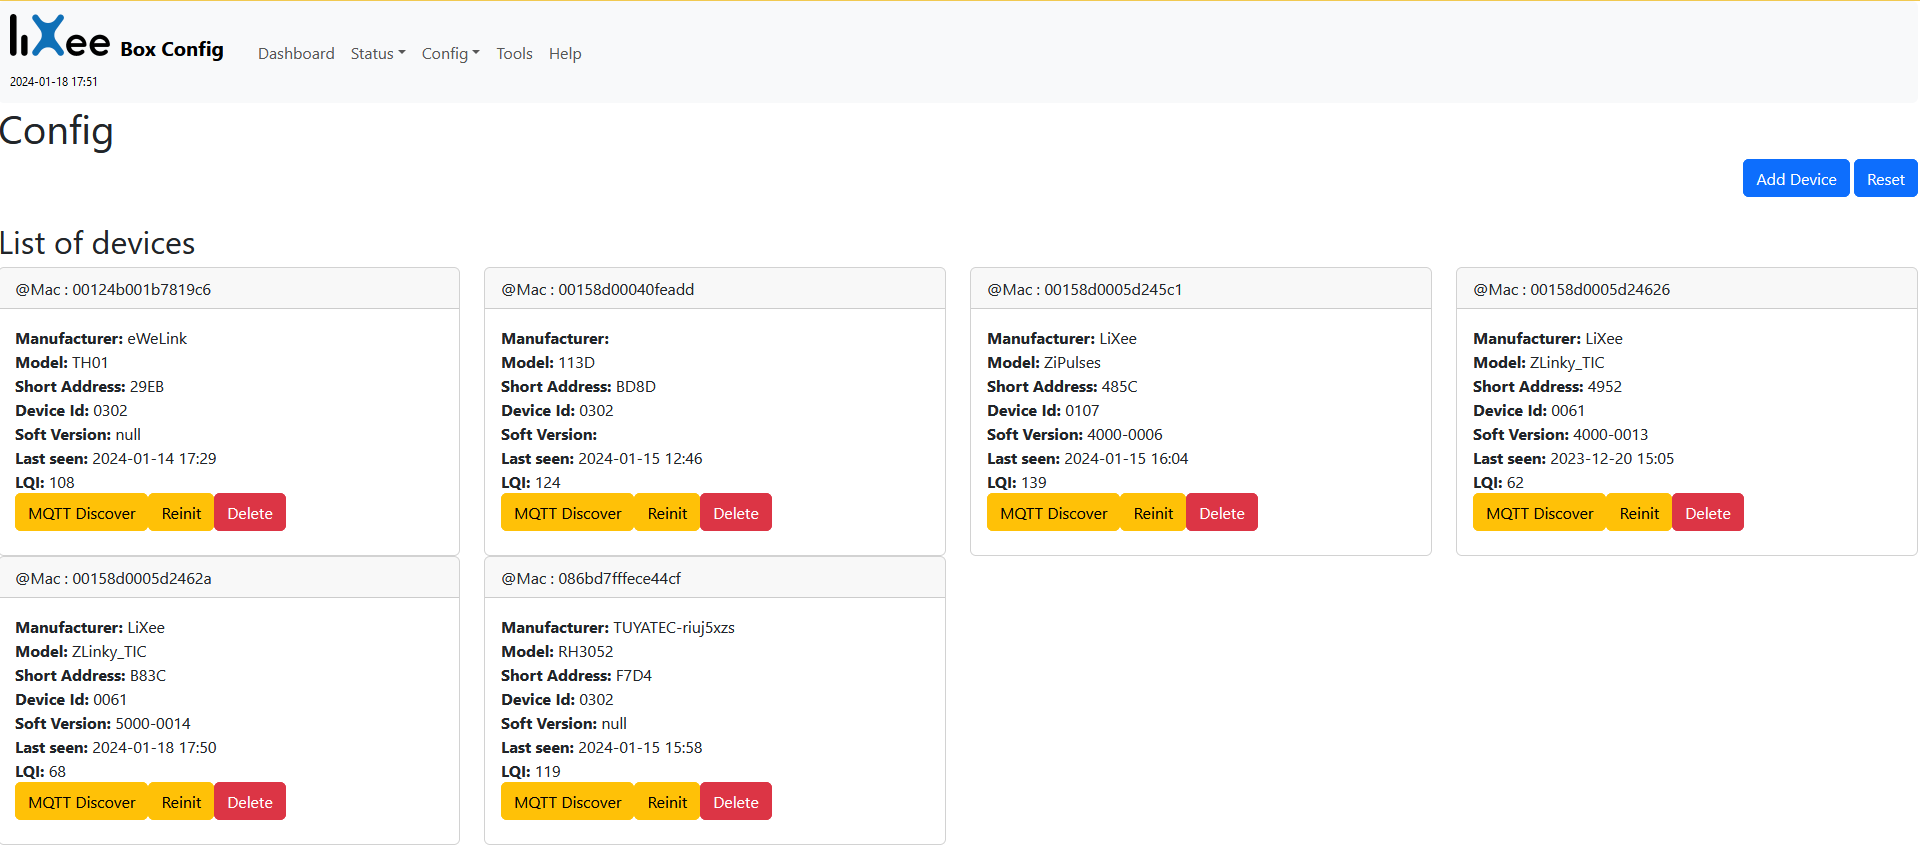 liXee Box Config
Dashboard Status Config Tools Help
2024-01-18 17:51
Config
Add Device Reset
List of devices
@Mac : 00124b001b7819c6
Manufacturer: eWeLink
Model: TH01
Short Address: 29EB
Device Id: 0302
Soft Version: null
Last seen: 2024-01-14 17:29
LQI: 108
MQTT Discover Reinit Delete
@Mac : 00158d00040feadd
Manufacturer:
Model: 113D
Short Address: BD8D
Device Id: 0302
Soft Version:
Last seen: 2024-01-15 12:46
LQI: 124
MQTT Discover Reinit Delete
@Mac : 00158d0005d245c1
Manufacturer: LiXee
Model: ZiPulses
Short Address: 485C
Device Id: 0107
Soft Version: 4000-0006
Last seen: 2024-01-15 16:04
LQI: 139
MQTT Discover Reinit Delete
@Mac : 00158d0005d24626
Manufacturer: LiXee
Model: ZLinky_TIC
Short Address: 4952
Device Id: 0061
Soft Version: 4000-0013
Last seen: 2023-12-20 15:05
LQI: 62
MQTT Discover Reinit Delete
@Mac : 00158d0005d2462a
Manufacturer: LiXee
Model: ZLinky_TIC
Short Address: B83C
Device Id: 0061
Soft Version: 5000-0014
Last seen: 2024-01-18 17:50
LQI: 68
MQTT Discover Reinit Delete
@Mac : 086bd7fffece44cf
Manufacturer: TUYATEC-riuj5xzs
Model: RH3052
Short Address: F7D4
Device Id: 0302
Soft Version: null
Last seen: 2024-01-15 15:58
LQI: 119
MQTT Discover Reinit Delete